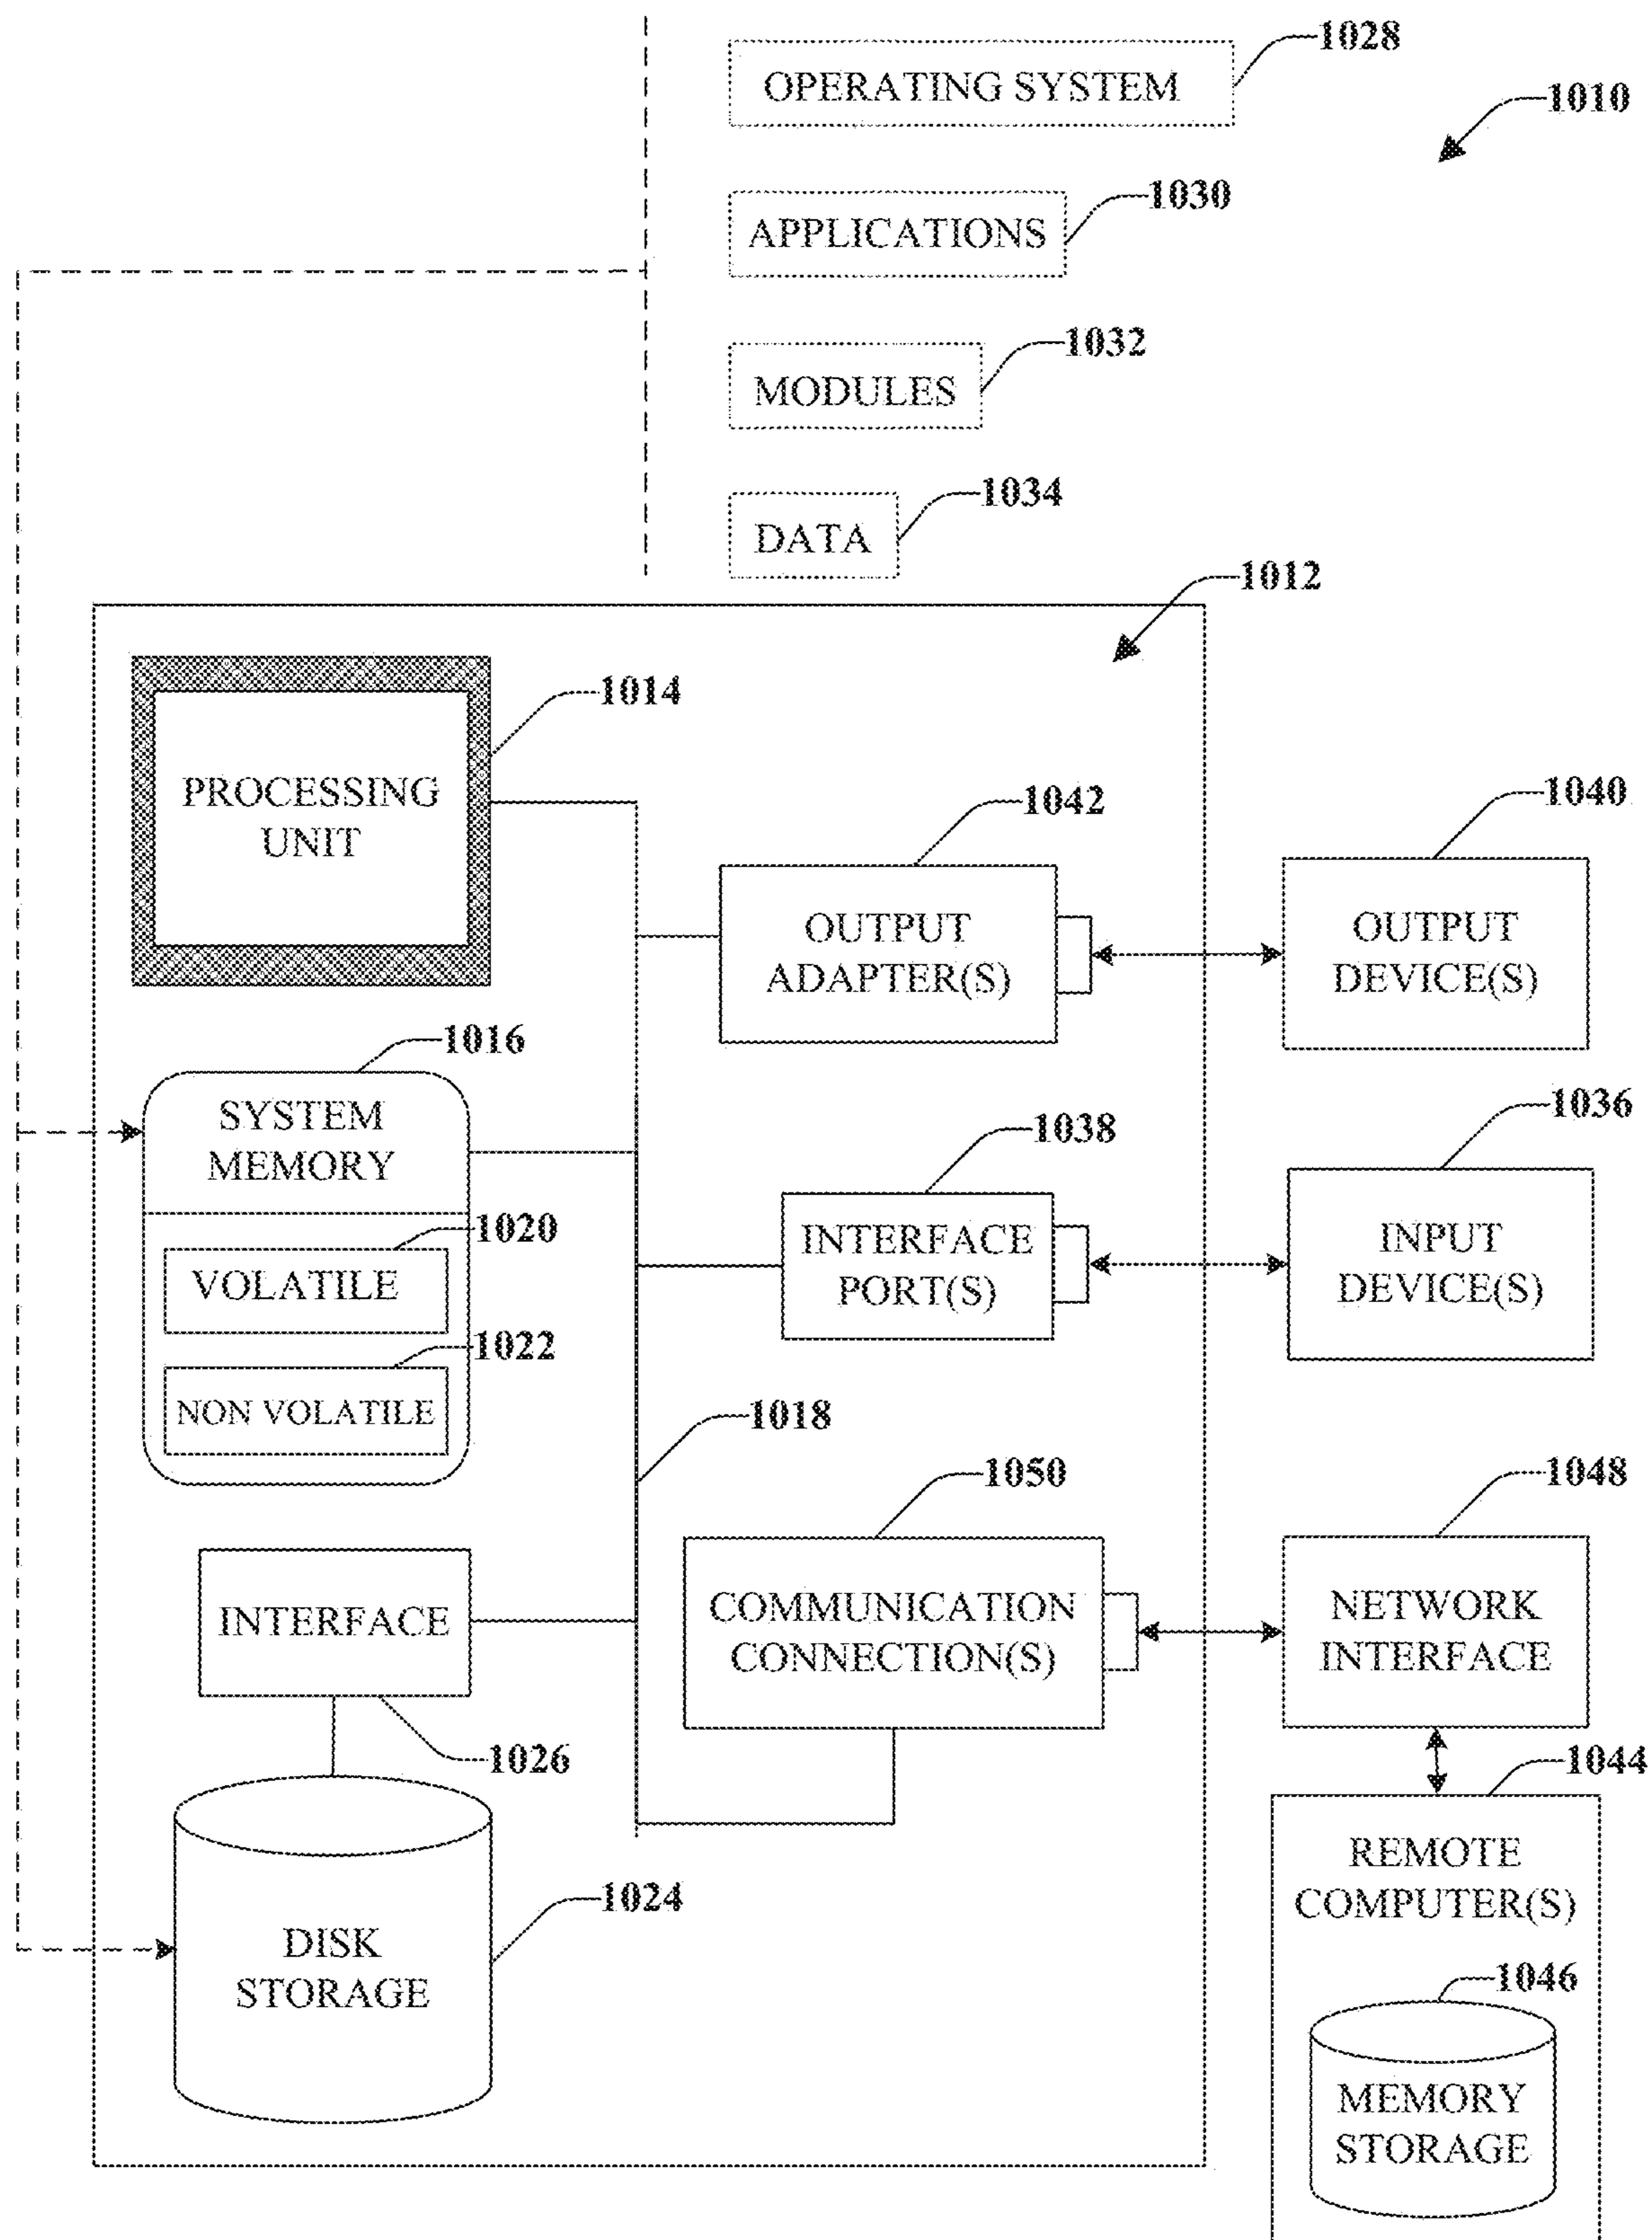 1028
OPERATING SYSTEM
1010
1030
APPLICATIONS
1032
MODULES
1034
DATA
1012
1014
PROCESSING
UNIT
1042
OUTPUT
ADAPTER(S)
1040
OUTPUT
DEVICE(S)
1016
SYSTEM
MEMORY
1020
VOLATILE
1022
NON VOLATILE
1038
INTERFACE
PORT(S)
1036
INPUT
DEVICE(S)
1018
1050
COMMUNICATION
CONNECTION(S)
1048
NETWORK
INTERFACE
INTERFACE
1026
1044
REMOTE
COMPUTER(S)
1024
DISK
STORAGE
1046
MEMORY
STORAGE